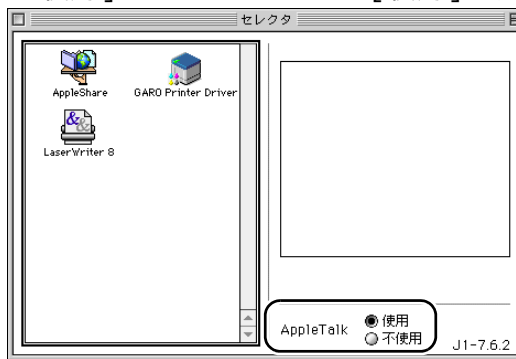 セレクタ
AppleShare
GARO Printer Driver
LaserWriter 8
AppleTalk
使用
不使用
J1-7.6.2